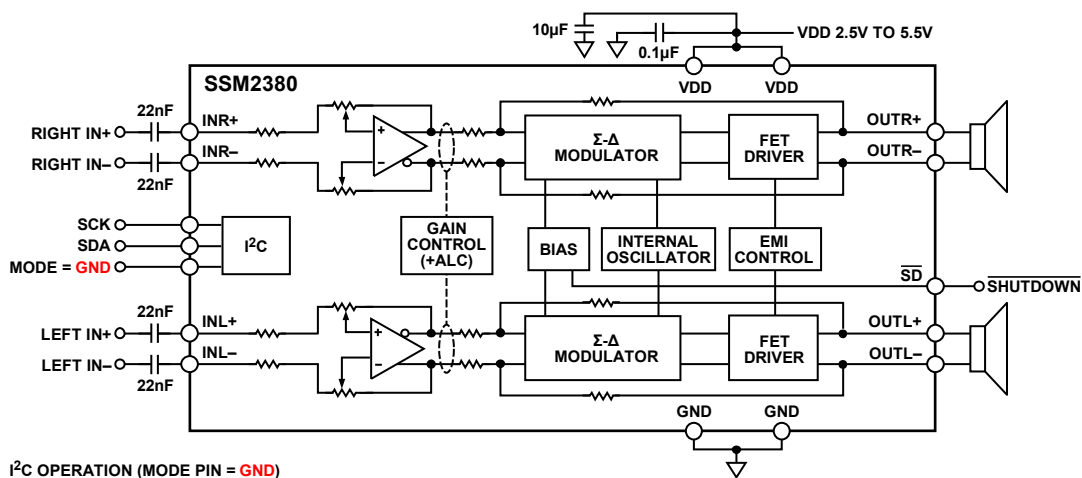 10µF
0.1µF
VDD 2.5V TO 5.5V
SSM2380
VDD
VDD
22nF
RIGHT IN+
INR+
RIGHT IN–
INR–
22nF
+
–
Σ-Δ
MODULATOR
FET
DRIVER
OUTR+
OUTR–
SCK
SDA
MODE = GND
I²C
GAIN
CONTROL
(+ALC)
BIAS
INTERNAL
OSCILLATOR
EMI
CONTROL
SD
SHUTDOWN
22nF
LEFT IN+
INL+
LEFT IN–
INL–
22nF
+
–
Σ-Δ
MODULATOR
FET
DRIVER
OUTL+
OUTL–
GND
GND
I²C OPERATION (MODE PIN = GND)